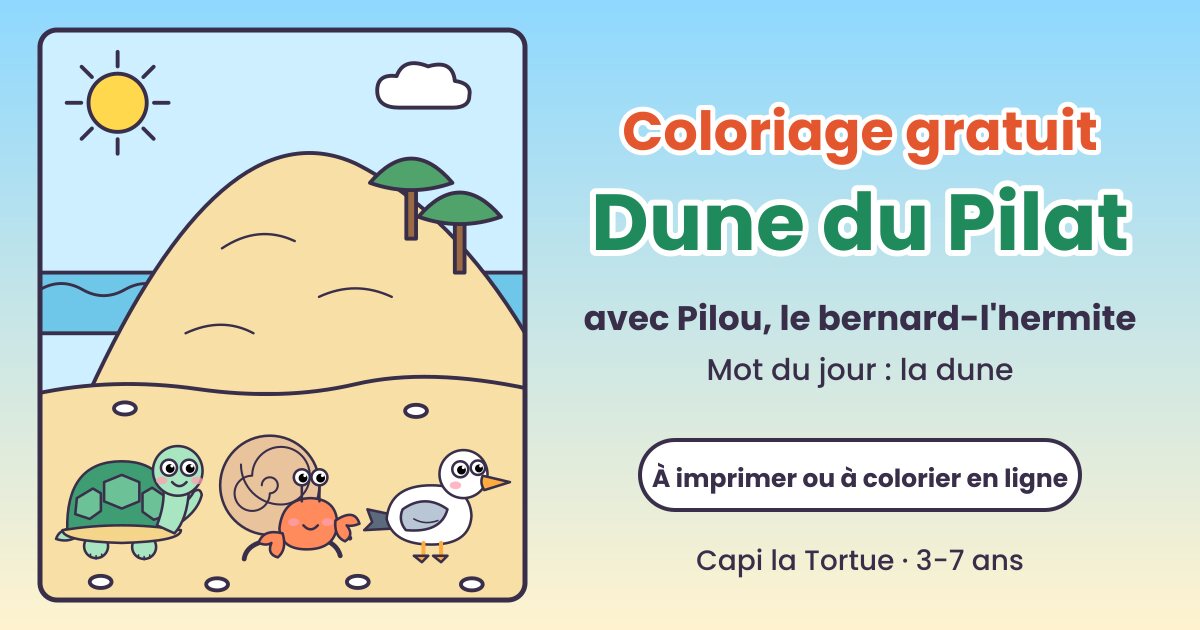 Coloriage gratuit
Dune du Pilat
avec Pilou, le bernard-l'hermite
Mot du jour : la dune
À imprimer ou à colorier en ligne
Capi la Tortue · 3-7 ans